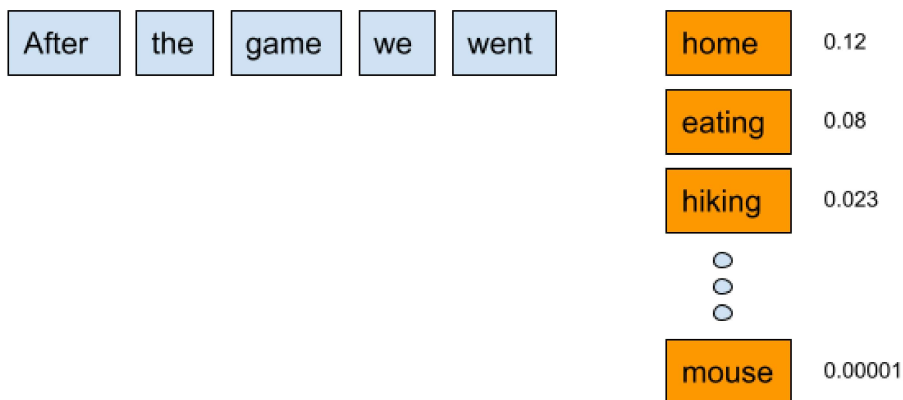 After the game we went home 0.12
eating 0.08
hiking 0.023
mouse 0.00001